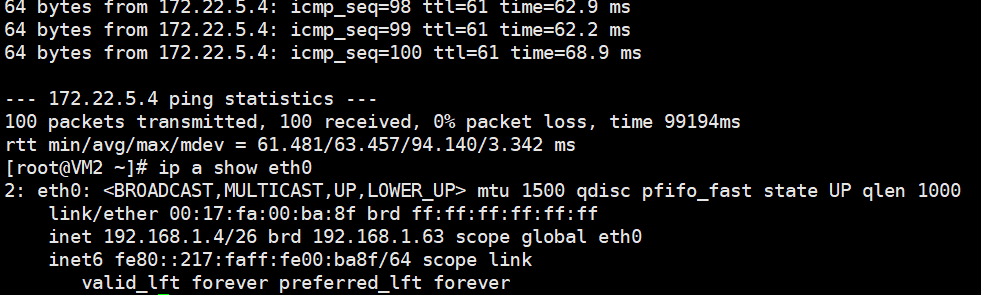 64 bytes from 172.22.5.4: icmp_seq=98 ttl=61 time=62.9 ms
64 bytes from 172.22.5.4: icmp_seq=99 ttl=61 time=62.2 ms
64 bytes from 172.22.5.4: icmp_seq=100 ttl=61 time=68.9 ms
--- 172.22.5.4 ping statistics ---
100 packets transmitted, 100 received, 0% packet loss, time 99194ms
rtt min/avg/max/mdev = 61.481/63.457/94.140/3.342 ms
[root@VM2 ~]# ip a show eth0
2: eth0: <BROADCAST,MULTICAST,UP,LOWER_UP> mtu 1500 qdisc pfifo_fast state UP qlen 1000
link/ether 00:17:fa:00:ba:8f brd ff:ff:ff:ff:ff:ff
inet 192.168.1.4/26 brd 192.168.1.63 scope global eth0
inet6 fe80::217:faff:fe00:ba8f/64 scope link
valid_lft forever preferred_lft forever